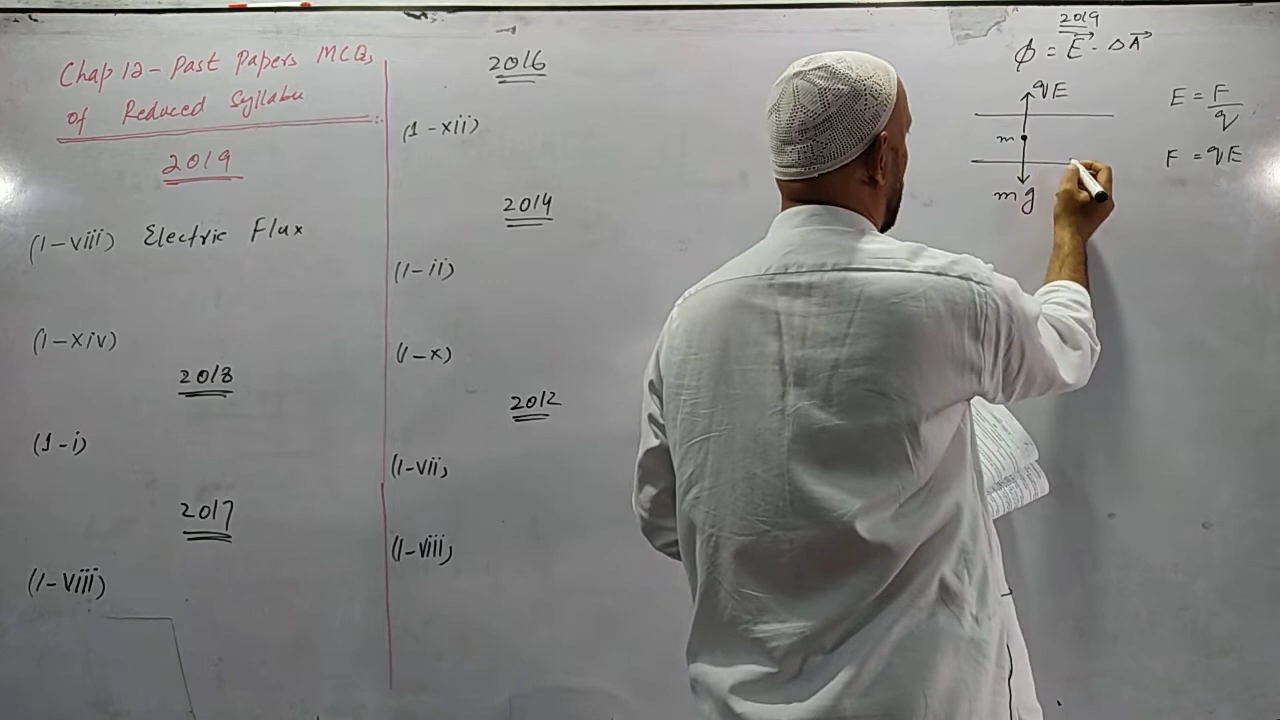 Chap 12 - Past Papers MCQs
of Reduced Syllabu
2019
(1-viii) Electric Flux
(1-xiv)
2018
(1-i)
2017
(1-viii)
2016
(1-xii)
2014
(1-ii)
(1-x)
2012
(1-vii)
(1-viii)
2019
ϕ = E⃗ · ΔA⃗
qE
m
mg
E = F/q
F = qE